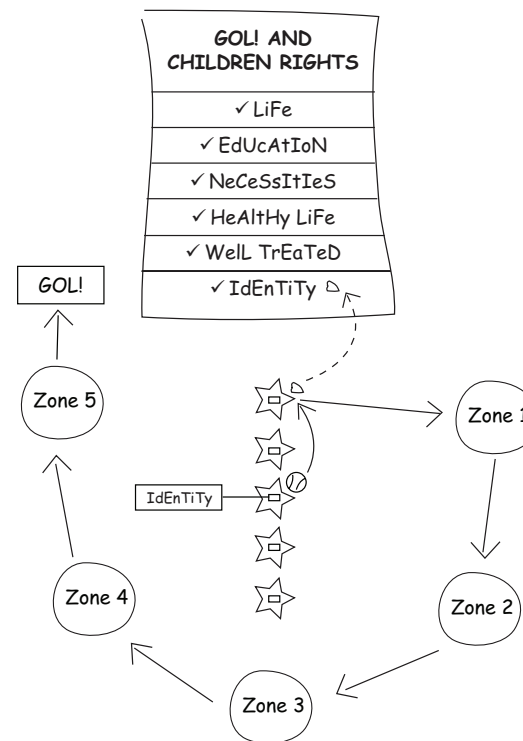 GOL! AND
CHILDREN RIGHTS
✓ LiFe
✓ EdUcAtIoN
✓ NeCeSsItIeS
✓ HeAltHy LiFe
✓ WelL TrEaTeD
✓ IdEnTiTy
GOL!
Zone 5
Zone 1
IdEnTiTy
Zone 4
Zone 2
Zone 3